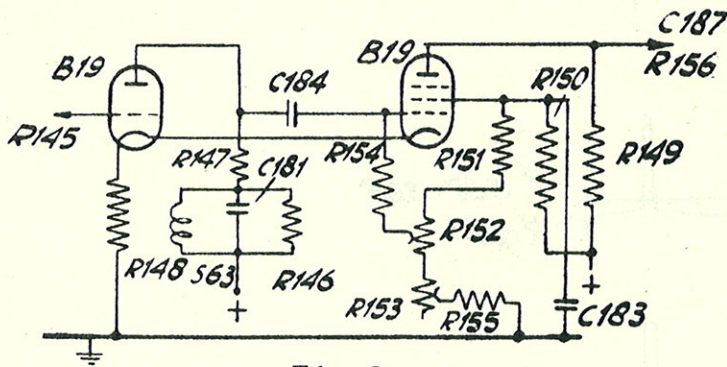 C187
R156
B19
B19
C184
R150
R145
R147
C181
R154
R151
R149
R148
S63
R146
R152
R153
R155
C183
+
+